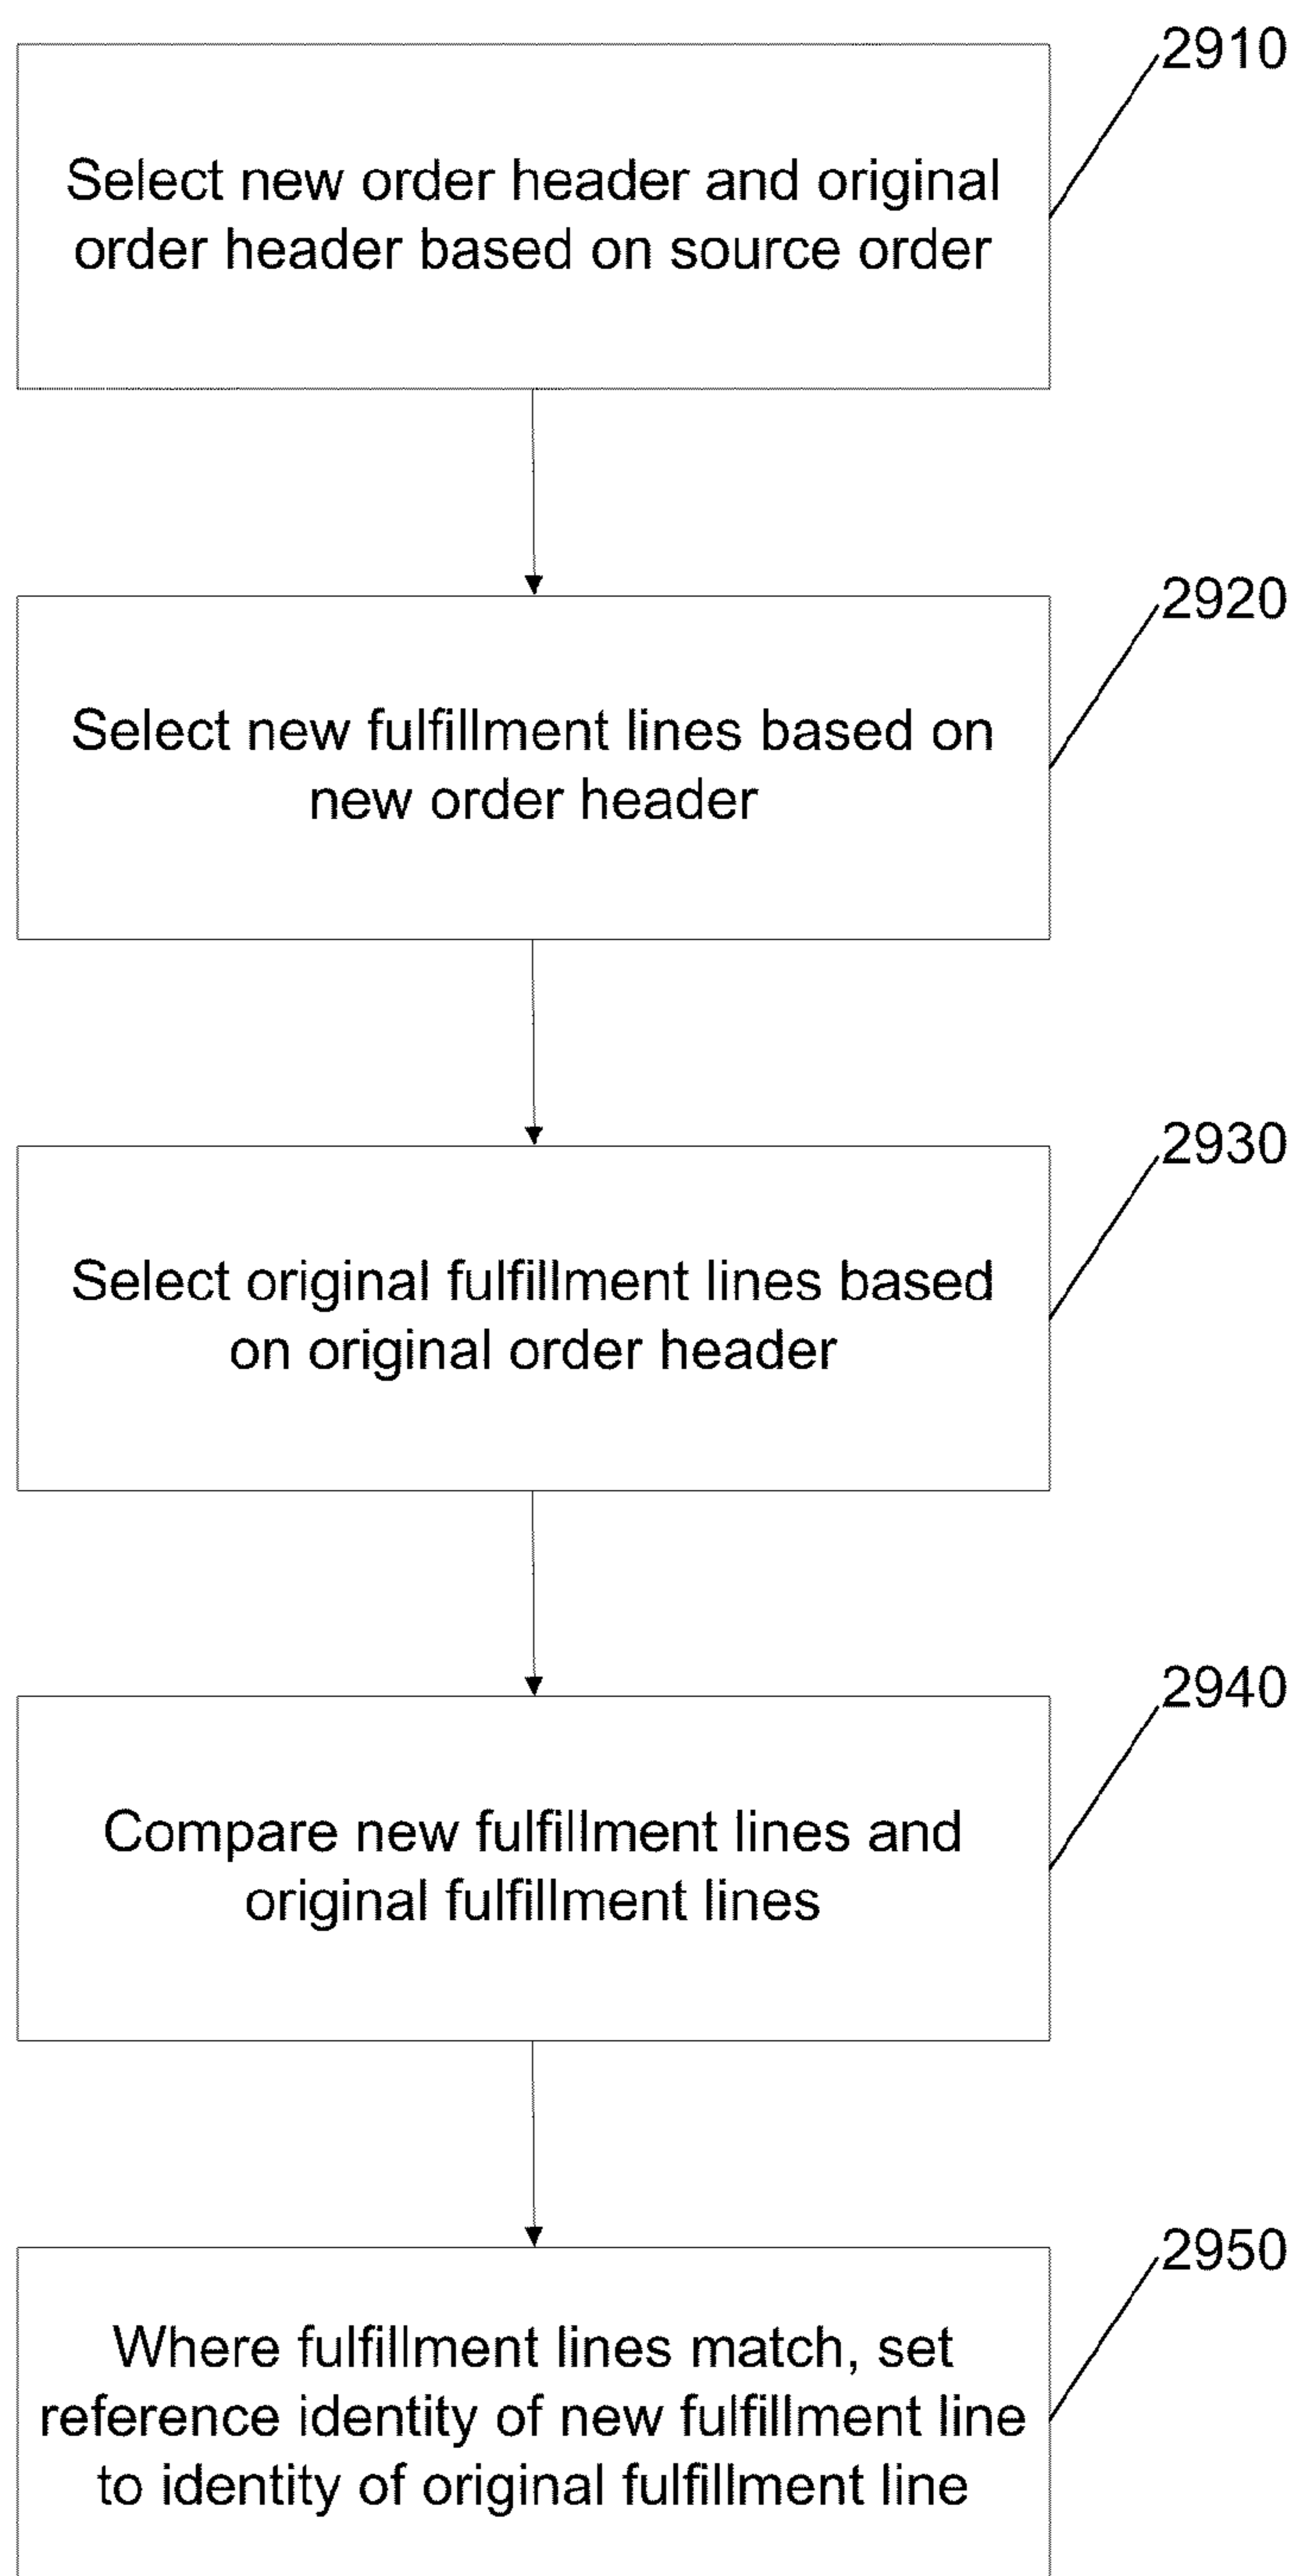 2910
Select new order header and original
order header based on source order
2920
Select new fulfillment lines based on
new order header
2930
Select original fulfillment lines based
on original order header
2940
Compare new fulfillment lines and
original fulfillment lines
2950
Where fulfillment lines match, set
reference identity of new fulfillment line
to identity of original fulfillment line